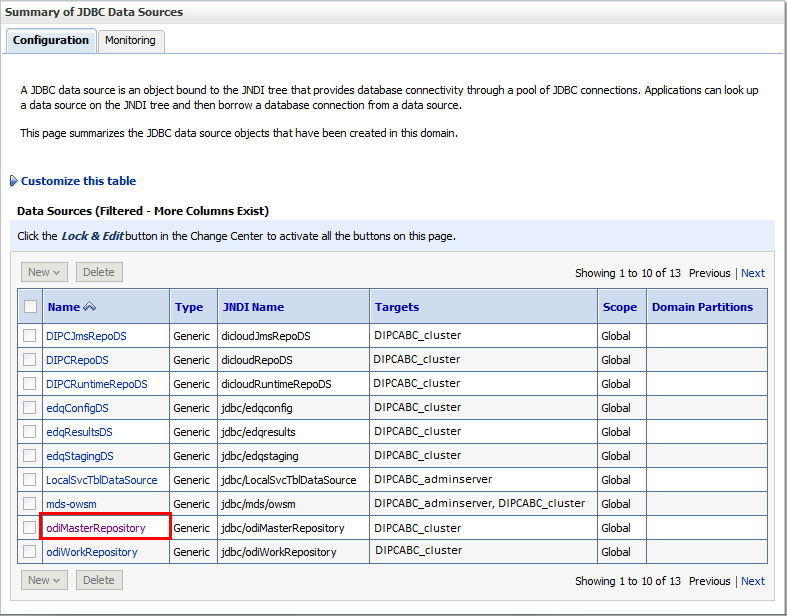 Summary of JDBC Data Sources
Configuration Monitoring
A JDBC data source is an object bound to the JNDI tree that provides database connectivity through a pool of JDBC connections. Applications can look up
a data source on the JNDI tree and then borrow a database connection from a data source.
This page summarizes the JDBC data source objects that have been created in this domain.
Customize this table
Data Sources (Filtered - More Columns Exist)
Click the Lock & Edit button in the Change Center to activate all the buttons on this page.
New Delete Showing 1 to 10 of 13 Previous | Next
Name Type JNDI Name Targets Scope Domain Partitions
DIPCJmsRepoDS Generic dicloudJmsRepoDS DIPCABC_cluster Global
DIPCRepoDS Generic dicloudRepoDS DIPCABC_cluster Global
DIPCRuntimeRepoDS Generic dicloudRuntimeRepoDS DIPCABC_cluster Global
edqConfigDS Generic jdbc/edqconfig DIPCABC_cluster Global
edqResultsDS Generic jdbc/edqresults DIPCABC_cluster Global
edqStagingDS Generic jdbc/edqstaging DIPCABC_cluster Global
LocalSvcTblDataSource Generic jdbc/LocalSvcTblDataSource DIPCABC_adminserver Global
mds-owsm Generic jdbc/mds/owsm DIPCABC_adminserver, DIPCABC_cluster Global
odiMasterRepository Generic jdbc/odiMasterRepository DIPCABC_cluster Global
odiWorkRepository Generic jdbc/odiWorkRepository DIPCABC_cluster Global
New Delete Showing 1 to 10 of 13 Previous | Next